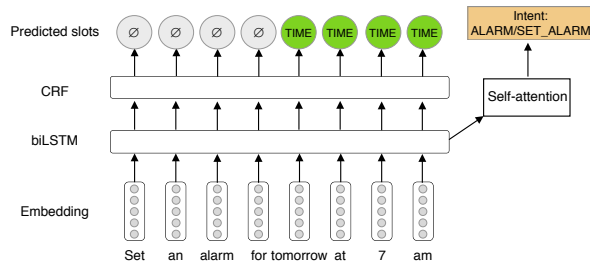 Predicted slots
∅ ∅ ∅ ∅ TIME TIME TIME TIME
Intent:
ALARM/SET_ALARM
CRF
Self-attention
biLSTM
Embedding
Set an alarm for tomorrow at 7 am